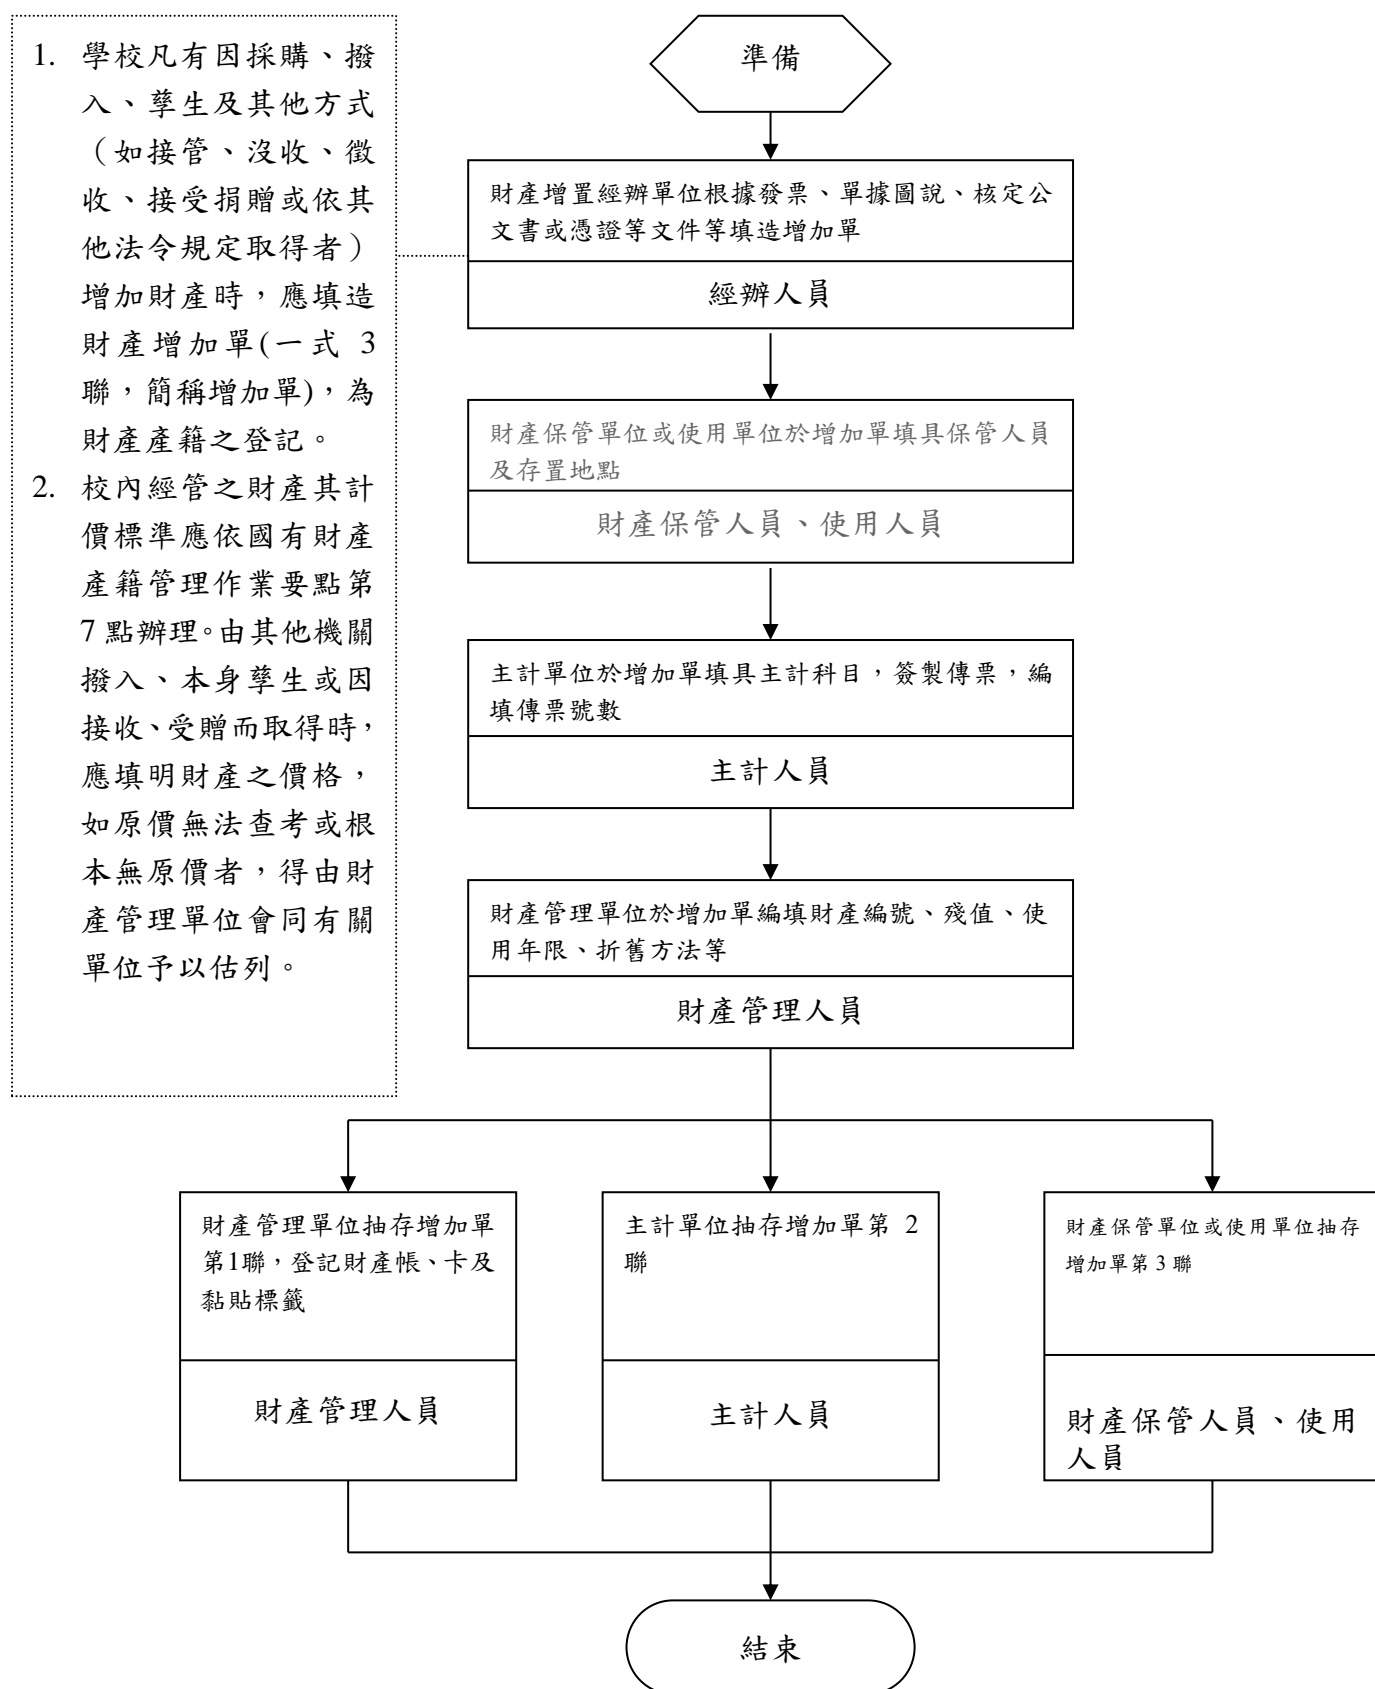 1. 學校凡有因採購、撥
入、孳生及其他方式
（如接管、沒收、徵
收、接受捐贈或依其
他法令規定取得者）
增加財產時，應填造
財產增加單(一式 3
聯，簡稱增加單)，為
財產產籍之登記。
2. 校內經管之財產其計
價標準應依國有財產
產籍管理作業要點第
7 點辦理。由其他機關
撥入、本身孳生或因
接收、受贈而取得時，
應填明財產之價格，
如原價無法查考或根
本無原價者，得由財
產管理單位會同有關
單位予以估列。
準備
財產增置經辦單位根據發票、單據圖說、核定公
文書或憑證等文件等填造增加單
經辦人員
財產保管單位或使用單位於增加單填具保管人員
及存置地點
財產保管人員、使用人員
主計單位於增加單填具主計科目，簽製傳票，編
填傳票號數
主計人員
財產管理單位於增加單編填財產編號、殘值、使
用年限、折舊方法等
財產管理人員
財產管理單位抽存增加單
第1聯，登記財產帳、卡及
黏貼標籤
財產管理人員
主計單位抽存增加單第 2
聯
主計人員
財產保管單位或使用單位抽存
增加單第 3 聯
財產保管人員、使用
人員
結束